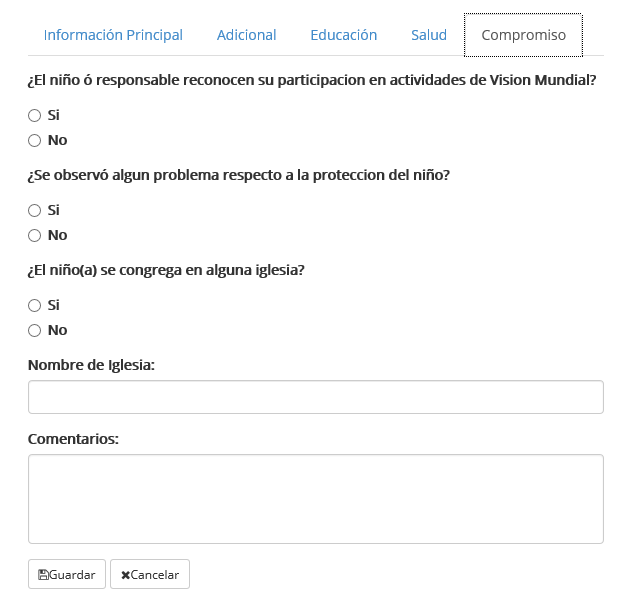 Información Principal Adicional Educación Salud Compromiso
¿El niño ó responsable reconocen su participacion en actividades de Vision Mundial?
Si
No
¿Se observó algun problema respecto a la proteccion del niño?
Si
No
¿El niño(a) se congrega en alguna iglesia?
Si
No
Nombre de Iglesia:
Comentarios:
Guardar Cancelar